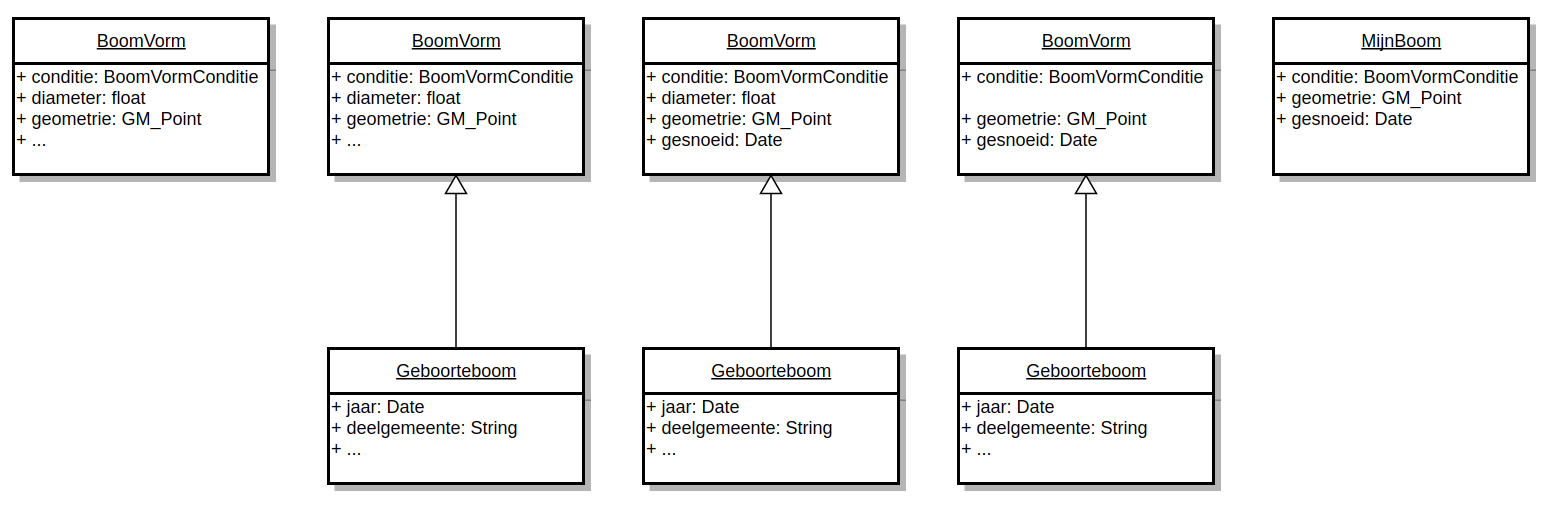 BoomVorm
+ conditie: BoomVormConditie
+ diameter: float
+ geometrie: GM_Point
+ ...
BoomVorm
+ conditie: BoomVormConditie
+ diameter: float
+ geometrie: GM_Point
+ ...
Geboorteboom
+ jaar: Date
+ deelgemeente: String
+ ...
BoomVorm
+ conditie: BoomVormConditie
+ diameter: float
+ geometrie: GM_Point
+ gesnoeid: Date
Geboorteboom
+ jaar: Date
+ deelgemeente: String
+ ...
BoomVorm
+ conditie: BoomVormConditie
+ geometrie: GM_Point
+ gesnoeid: Date
Geboorteboom
+ jaar: Date
+ deelgemeente: String
+ ...
MijnBoom
+ conditie: BoomVormConditie
+ geometrie: GM_Point
+ gesnoeid: Date